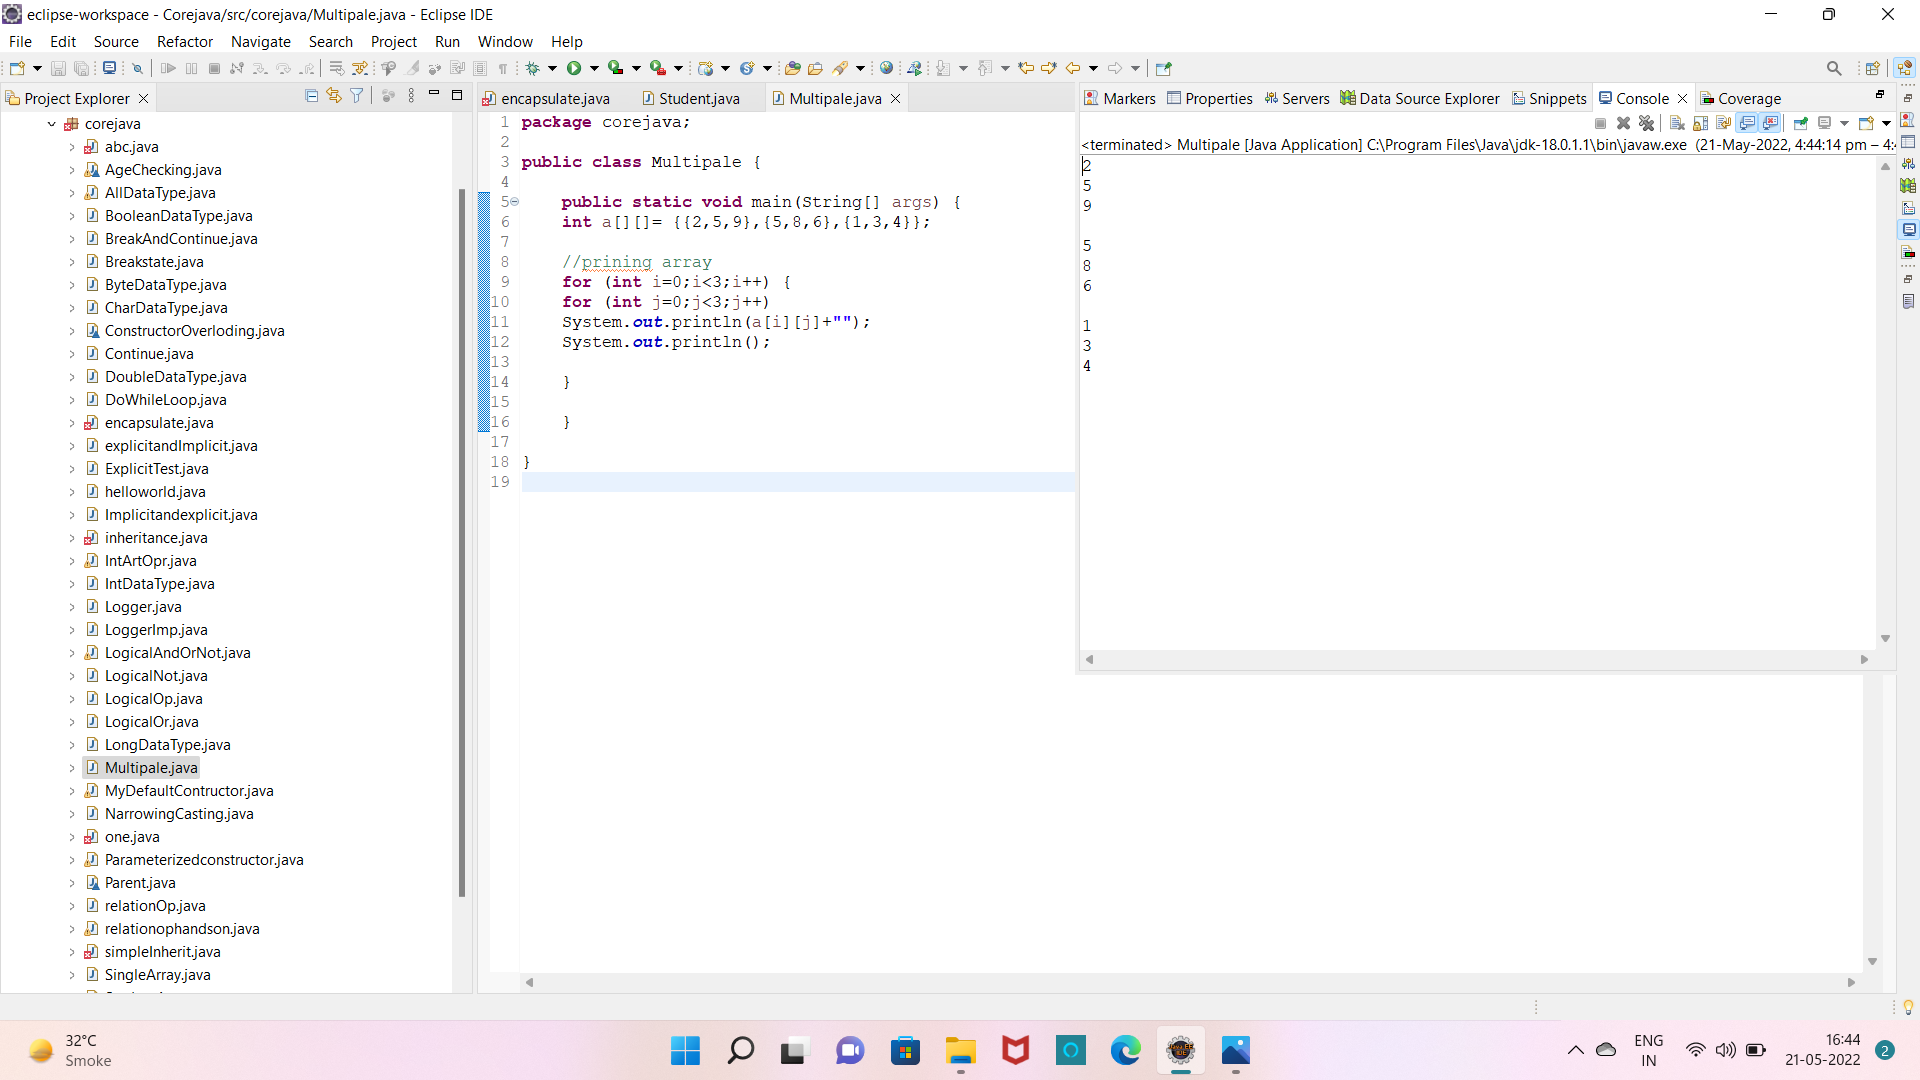 eclipse-workspace - Corejava/src/corejava/Multipale.java - Eclipse IDE
File Edit Source Refactor Navigate Search Project Run Window Help
Project Explorer
corejava
abc.java
AgeChecking.java
AllDataType.java
BooleanDataType.java
BreakAndContinue.java
Breakstate.java
ByteDataType.java
CharDataType.java
ConstructorOverloding.java
Continue.java
DoubleDataType.java
DoWhileLoop.java
encapsulate.java
explicitandImplicit.java
ExplicitTest.java
helloworld.java
Implicitandexplicit.java
inheritance.java
IntArtOpr.java
IntDataType.java
Logger.java
LoggerImp.java
LogicalAndOrNot.java
LogicalNot.java
LogicalOp.java
LogicalOr.java
LongDataType.java
Multipale.java
MyDefaultContructor.java
NarrowingCasting.java
one.java
Parameterizedconstructor.java
Parent.java
relationOp.java
relationophandson.java
simpleInherit.java
SingleArray.java
encapsulate.java Student.java Multipale.java
1 package corejava;
2
3 public class Multipale {
4
5 public static void main(String[] args) {
6 int a[][]= {{2,5,9},{5,8,6},{1,3,4}};
7
8 //prining array
9 for (int i=0;i<3;i++) {
10 for (int j=0;j<3;j++)
11 System.out.println(a[i][j]+"");
12 System.out.println();
13
14 }
15
16 }
17
18 }
19
Markers Properties Servers Data Source Explorer Snippets Console Coverage
<terminated> Multipale [Java Application] C:\Program Files\Java\jdk-18.0.1.1\bin\javaw.exe (21-May-2022, 4:44:14 pm – 4:
2
5
9
5
8
6
1
3
4
32°C
Smoke
ENG
IN
16:44
21-05-2022
2